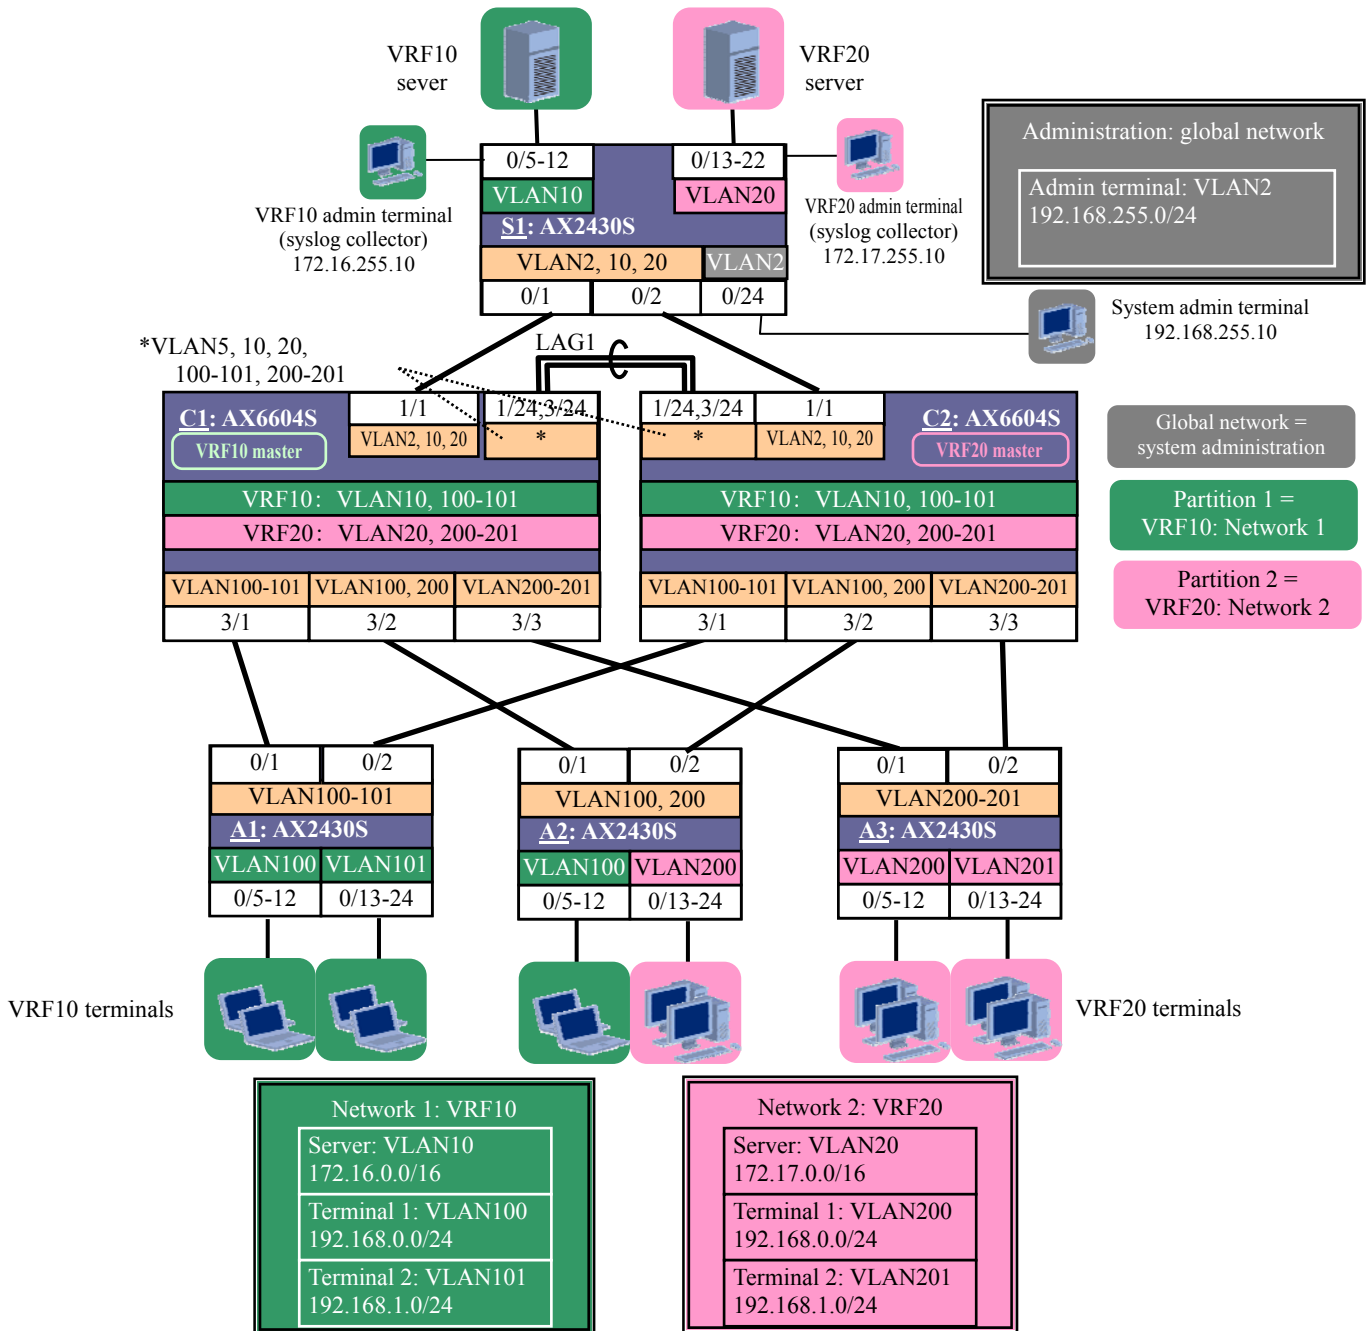 VRF10
sever
VRF20
server
Administration: global network
Admin terminal: VLAN2
192.168.255.0/24
0/5-12
0/13-22
VLAN10
VLAN20
VRF10 admin terminal
(syslog collector)
172.16.255.10
VRF20 admin terminal
(syslog collector)
172.17.255.10
S1: AX2430S
VLAN2, 10, 20
VLAN2
0/1
0/2
0/24
System admin terminal
192.168.255.10
*VLAN5, 10, 20,
100-101, 200-201
LAG1
C1: AX6604S
VRF10 master
1/1
1/24,3/24
VLAN2, 10, 20
*
1/24,3/24
1/1
*
VLAN2, 10, 20
C2: AX6604S
VRF20 master
Global network =
system administration
VRF10: VLAN10, 100-101
VRF20: VLAN20, 200-201
VRF10: VLAN10, 100-101
VRF20: VLAN20, 200-201
Partition 1 =
VRF10: Network 1
Partition 2 =
VRF20: Network 2
VLAN100-101
VLAN100, 200
VLAN200-201
3/1
3/2
3/3
VLAN100-101
VLAN100, 200
VLAN200-201
3/1
3/2
3/3
0/1
0/2
VLAN100-101
A1: AX2430S
VLAN100
VLAN101
0/5-12
0/13-24
0/1
0/2
VLAN100, 200
A2: AX2430S
VLAN100
VLAN200
0/5-12
0/13-24
0/1
0/2
VLAN200-201
A3: AX2430S
VLAN200
VLAN201
0/5-12
0/13-24
VRF10 terminals
VRF20 terminals
Network 1: VRF10
Server: VLAN10
172.16.0.0/16
Terminal 1: VLAN100
192.168.0.0/24
Terminal 2: VLAN101
192.168.1.0/24
Network 2: VRF20
Server: VLAN20
172.17.0.0/16
Terminal 1: VLAN200
192.168.0.0/24
Terminal 2: VLAN201
192.168.1.0/24